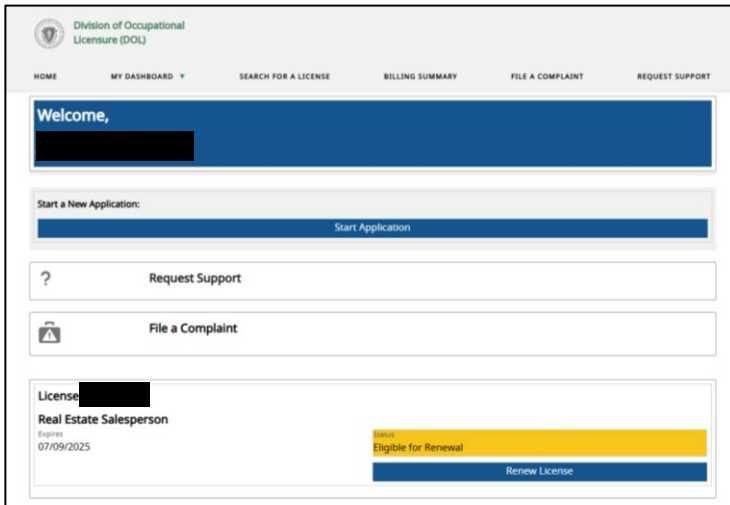 Division of Occupational
Licensure (DOL)
HOME MY DASHBOARD SEARCH FOR A LICENSE BILLING SUMMARY FILE A COMPLAINT REQUEST SUPPORT
Welcome,
Start a New Application:
Start Application
? Request Support
File a Complaint
License
Real Estate Salesperson
Expires
07/09/2025
Status
Eligible for Renewal
Renew License